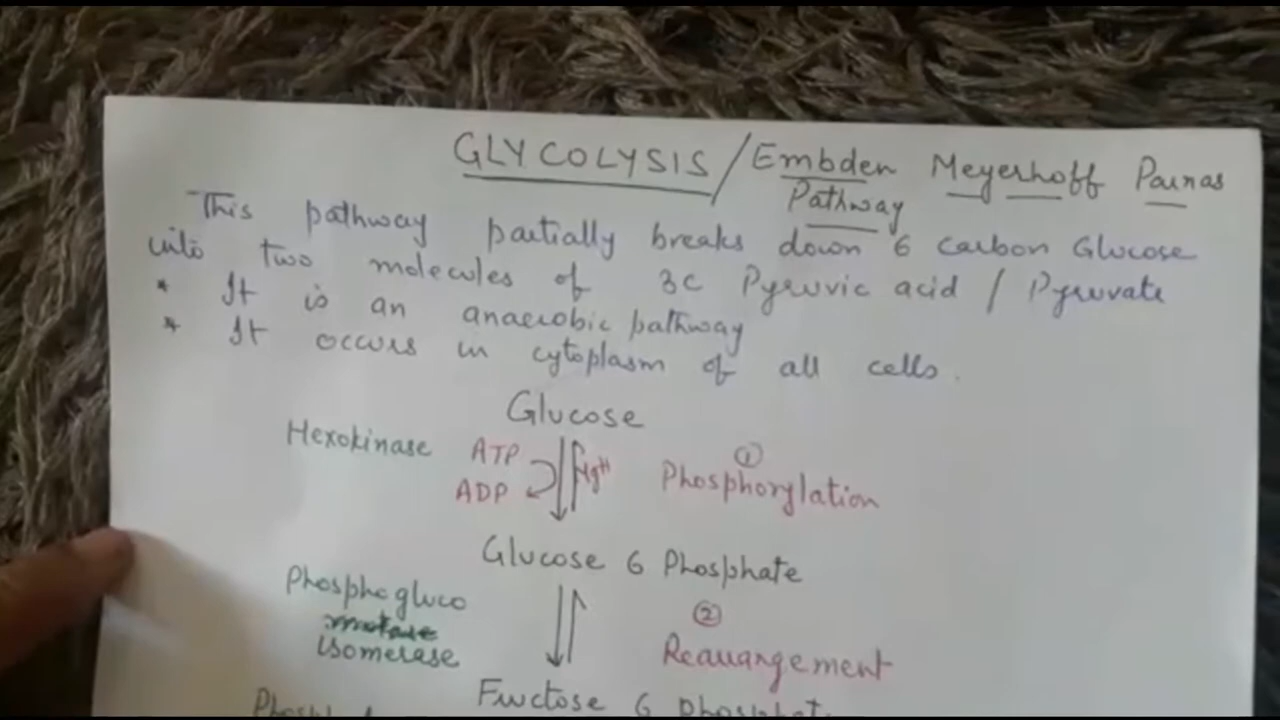 GLYCOLYSIS / Embden Meyerhoff Parnas
Pathway
This pathway partially breaks down 6 Carbon Glucose
into two molecules of 3C Pyruvic acid / Pyruvate
* It is an anaerobic pathway
* It occurs in cytoplasm of all cells.
Glucose
Hexokinase ATP ①
ADP Phosphorylation
Glucose 6 Phosphate
Phosphogluco ②
Isomerase Rearrangement
Fructose 6